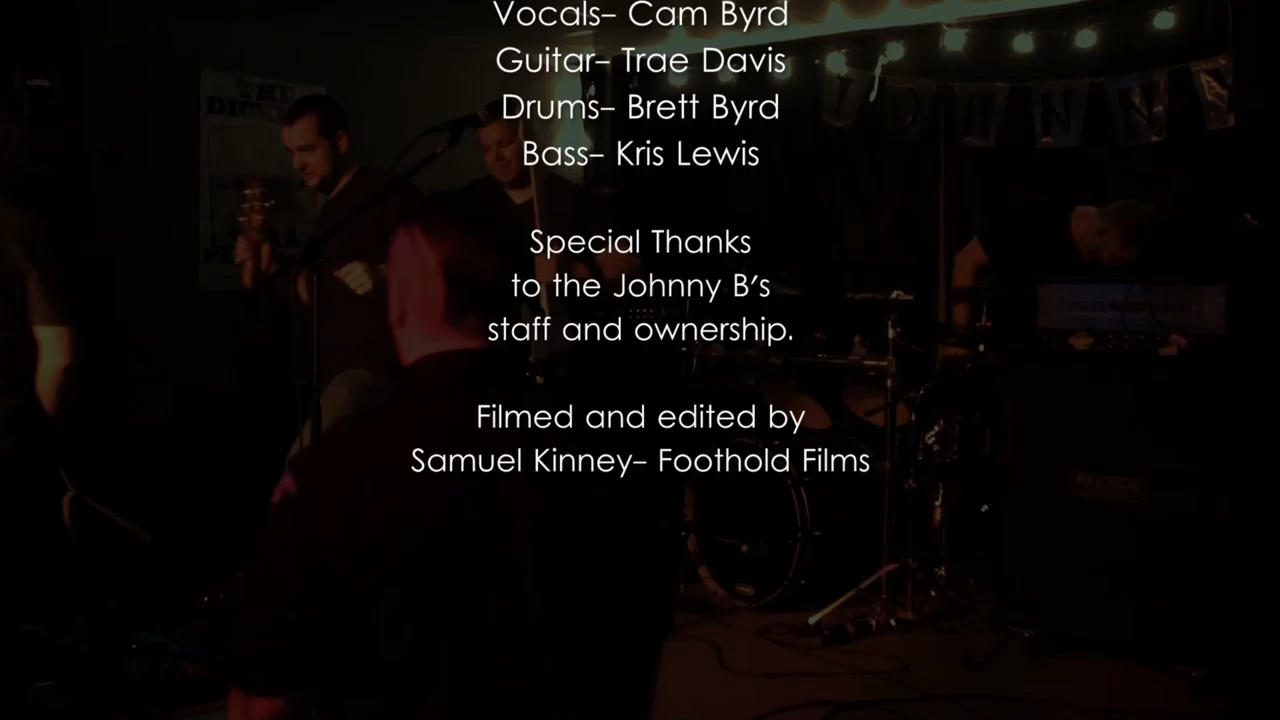 Vocals- Cam Byrd
Guitar- Trae Davis
Drums- Brett Byrd
Bass- Kris Lewis
Special Thanks
to the Johnny B's
staff and ownership.
Filmed and edited by
Samuel Kinney- Foothold Films